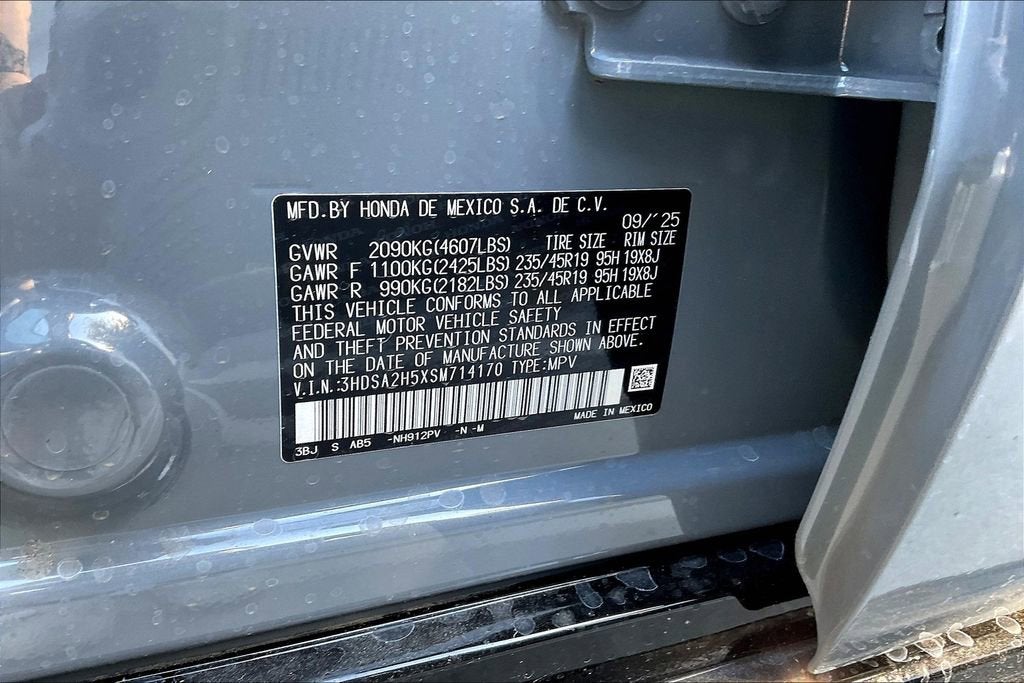 MFD.BY HONDA DE MEXICO S.A. DE C.V.
09/´25
GVWR 2090KG(4607LBS) TIRE SIZE RIM SIZE
GAWR F 1100KG(2425LBS) 235/45R19 95H 19X8J
GAWR R 990KG(2182LBS) 235/45R19 95H 19X8J
THIS VEHICLE CONFORMS TO ALL APPLICABLE
FEDERAL MOTOR VEHICLE SAFETY
AND THEFT PREVENTION STANDARDS IN EFFECT
ON THE DATE OF MANUFACTURE SHOWN ABOVE.
V.I.N.:3HDSA2H5XSM714170 TYPE:MPV
MADE IN MEXICO
3BJ S AB5 -NH912PV -N -M